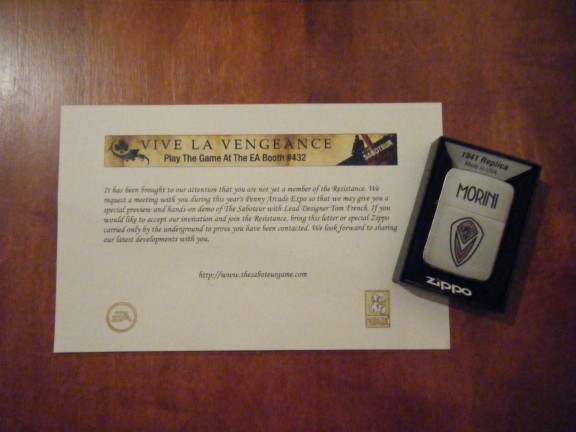 VIVE LA VENGEANCE
Play The Game At The EA Booth #432
SABOTEUR
It has been brought to our attention that you are not yet a member of the Resistance. We
request a meeting with you during this year's Penny Arcade Expo so that we may give you a
special preview and hands-on demo of The Saboteur with Lead Designer Tom French. If you
would like to accept our invitation and join the Resistance, bring this letter or special Zippo
carried only by the underground to prove you have been contacted. We look forward to sharing
our latest developments with you.
http://www.thesaboteurgame.com
EA
1941 Replica
Made in USA
MORINI
zippo